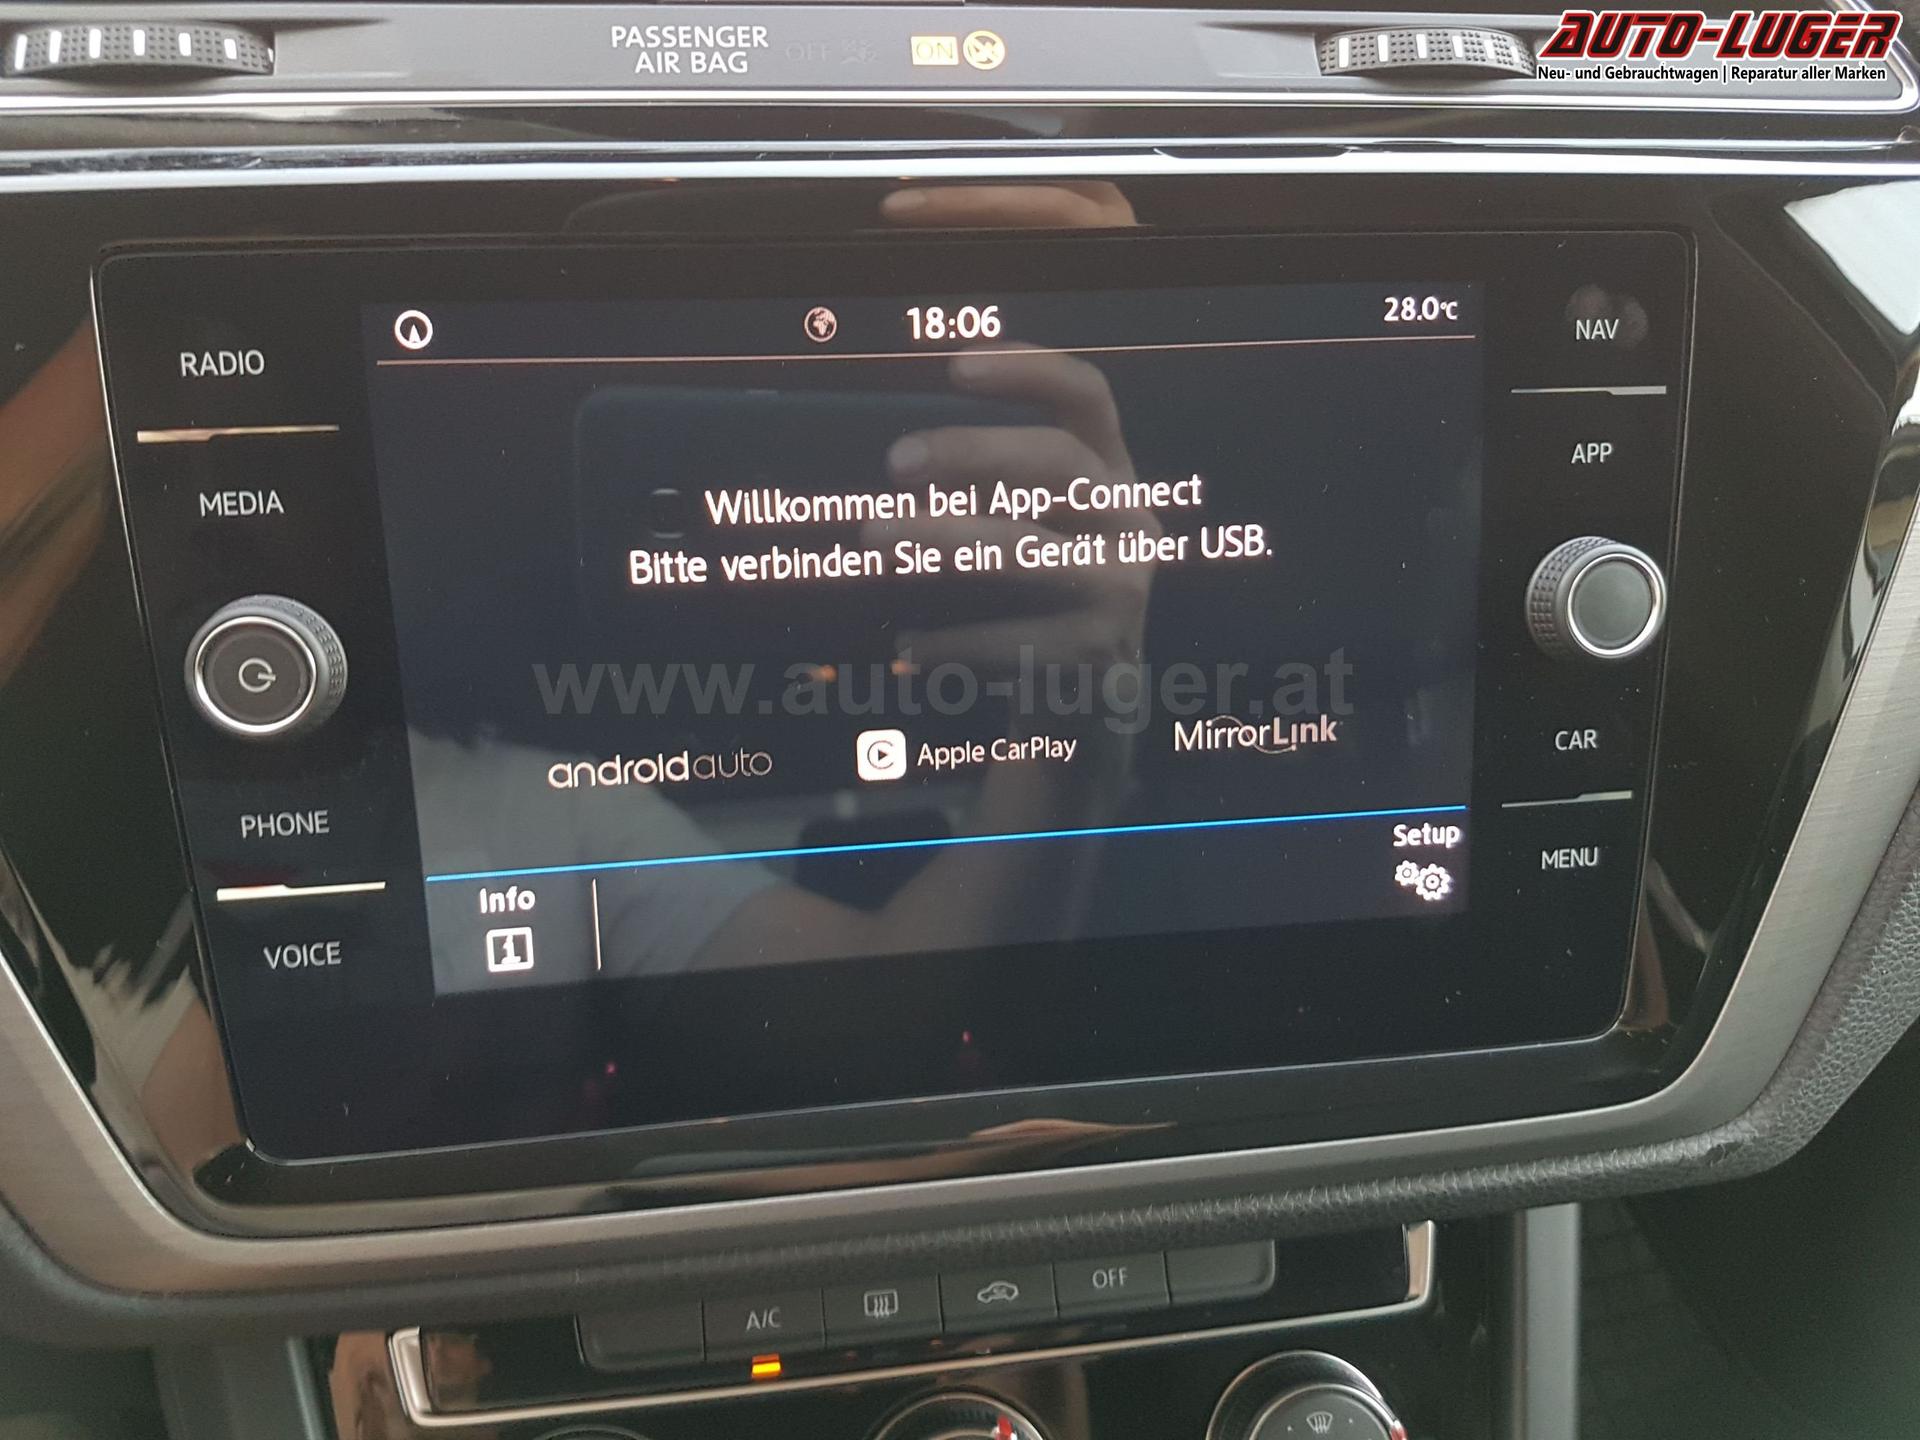 AUTO-LUGER
Neu- und Gebrauchtwagen | Reparatur aller Marken
PASSENGER
AIR BAG
OFF
ON
18:06
28.0°C
RADIO
MEDIA
PHONE
VOICE
NAV
APP
CAR
MENU
Willkommen bei App-Connect
Bitte verbinden Sie ein Gerät über USB.
www.auto-luger.at
androidauto
Apple CarPlay
MirrorLink
Info
Setup
A/C
OFF